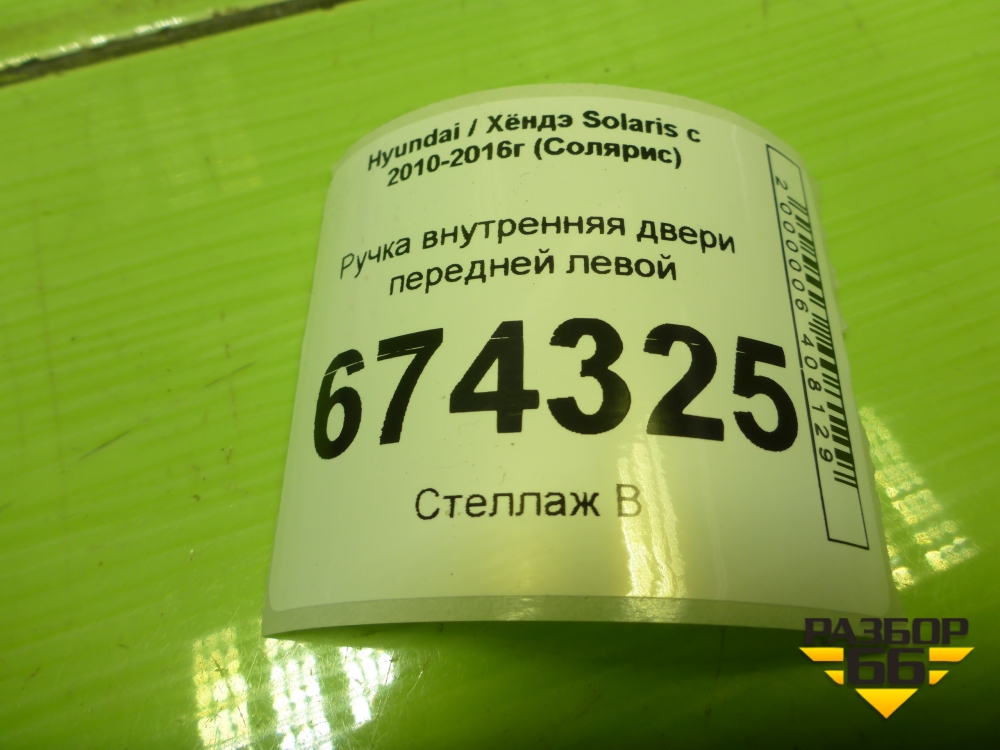 Hyundai / Хёндэ Solaris с
2010-2016г (Солярис)
Ручка внутренняя двери
передней левой
674325
Стеллаж В
2000006408129
РАЗБОР
66